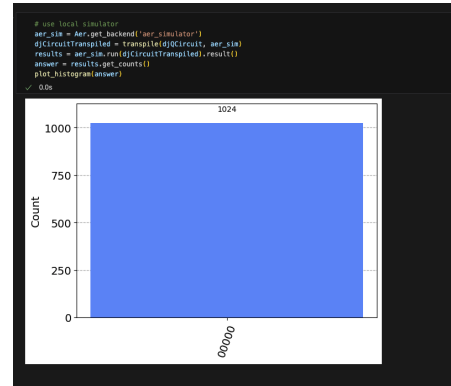 # use local simulator
aer_sim = Aer.get_backend('aer_simulator')
djCircuitTranspiled = transpile(djQCircuit, aer_sim)
results = aer_sim.run(djCircuitTranspiled).result()
answer = results.get_counts()
plot_histogram(answer)
✓ 0.0s
1024
1000
750
500
250
0
Count
00000